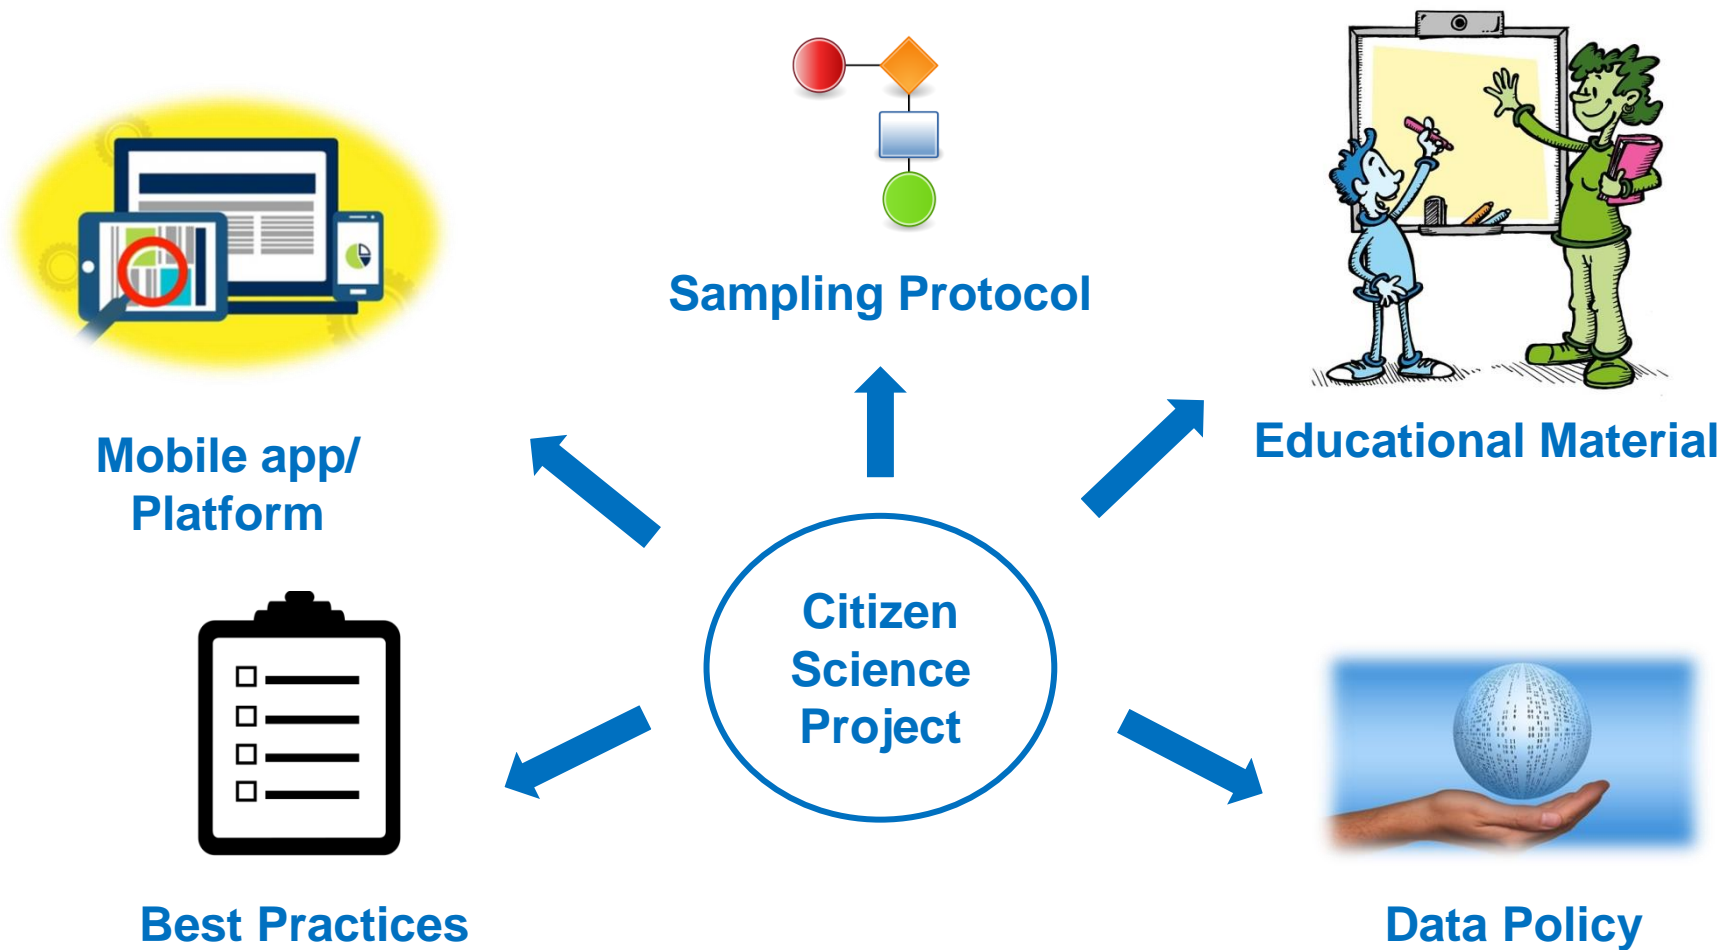 Sampling Protocol
Mobile app/
Platform
Educational Material
Citizen
Science
Project
Best Practices
Data Policy